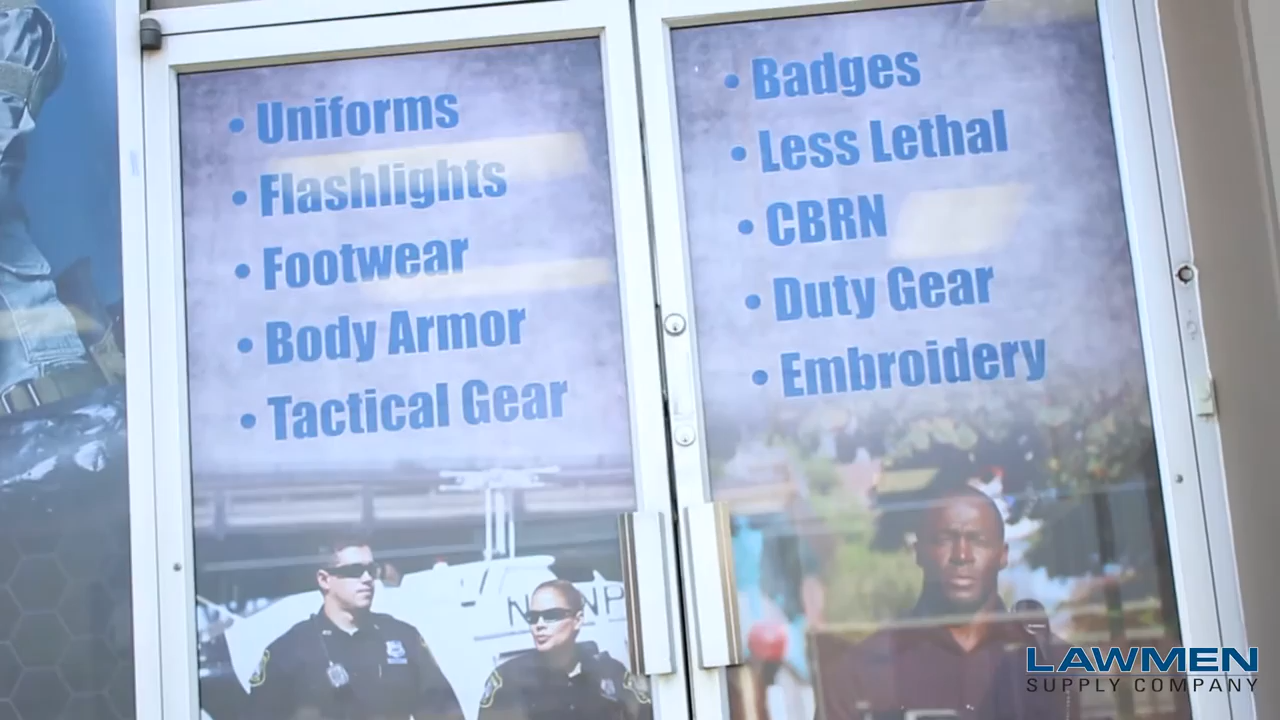 • Uniforms
• Flashlights
• Footwear
• Body Armor
• Tactical Gear
• Badges
• Less Lethal
• CBRN
• Duty Gear
• Embroidery
LAWMEN
SUPPLY COMPANY